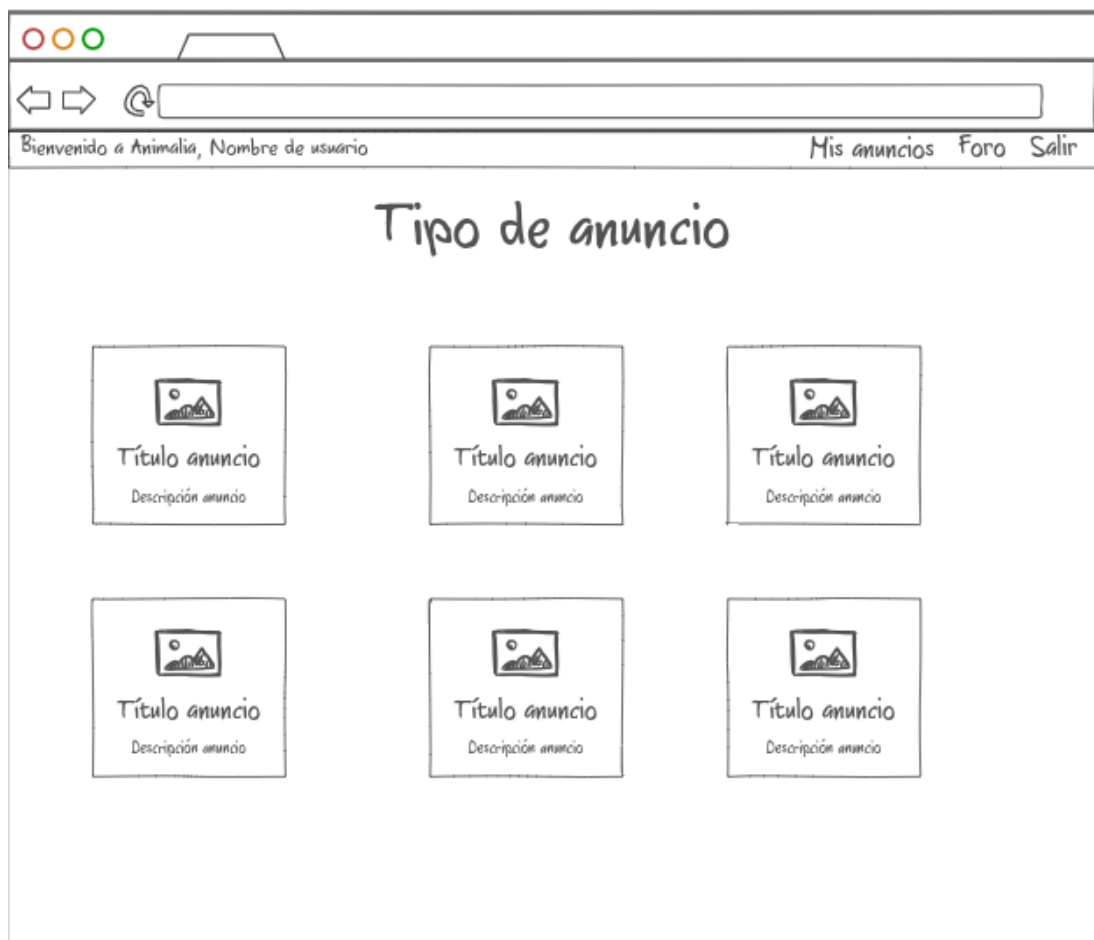 Bienvenido a Animalia, Nombre de usuario Mis anuncios Foro Salir
Tipo de anuncio
Título anuncio Título anuncio Título anuncio
Descripción anuncio Descripción anuncio Descripción anuncio
Título anuncio Título anuncio Título anuncio
Descripción anuncio Descripción anuncio Descripción anuncio